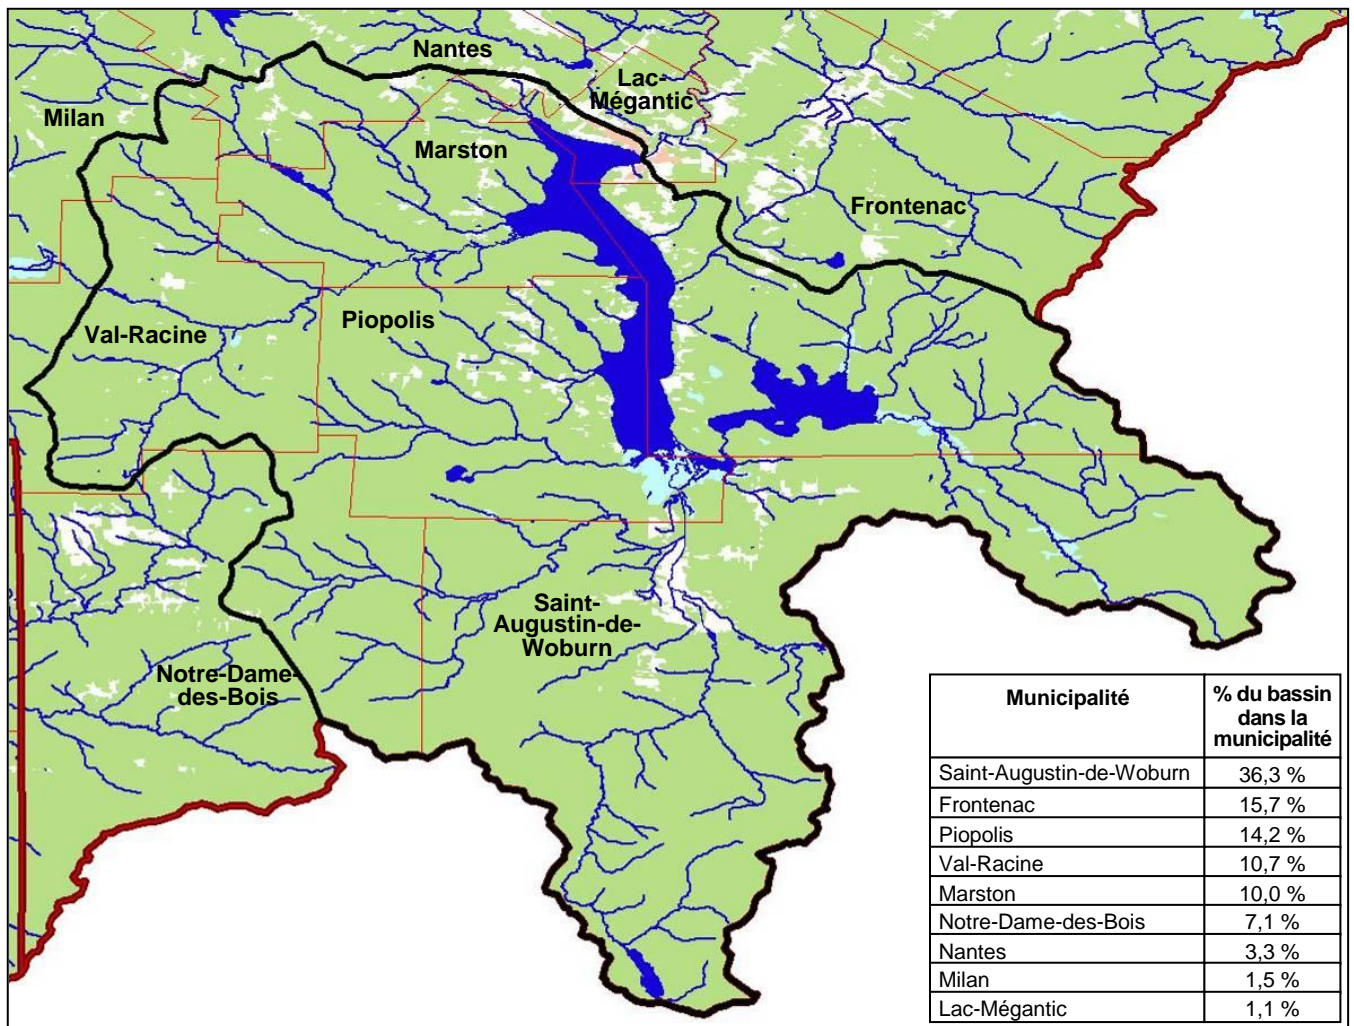 Nantes
Lac-
Mégantic
Milan
Marston
Frontenac
Val-Racine
Piopolis
Saint-
Augustin-de-
Woburn
Notre-Dame-
des-Bois
Municipalité
% du bassin
dans la
municipalité
Saint-Augustin-de-Woburn 36,3 %
Frontenac 15,7 %
Piopolis 14,2 %
Val-Racine 10,7 %
Marston 10,0 %
Notre-Dame-des-Bois 7,1 %
Nantes 3,3 %
Milan 1,5 %
Lac-Mégantic 1,1 %